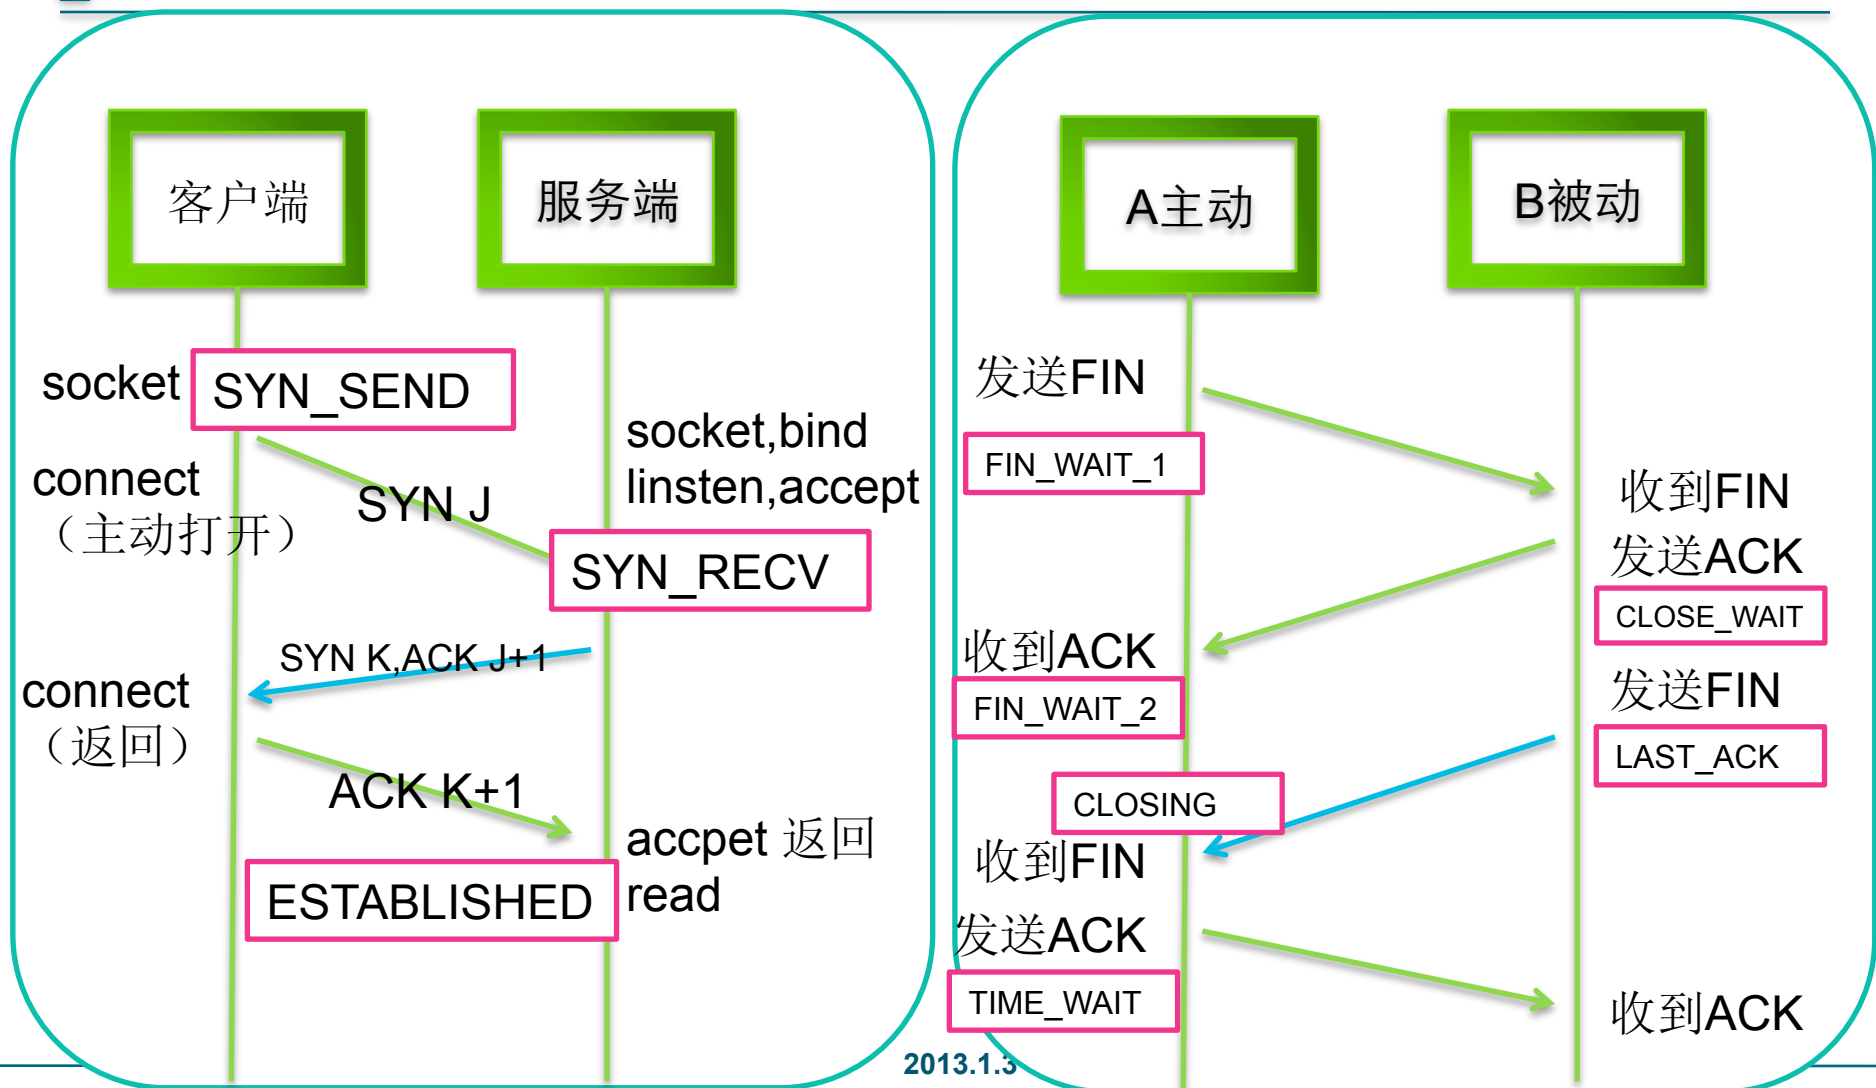 客户端
服务端
socket
SYN_SEND
socket,bind
linsten,accept
connect
（主动打开）
SYN J
SYN_RECV
SYN K,ACK J+1
connect
（返回）
ACK K+1
accpet 返回
read
ESTABLISHED
A主动
B被动
发送FIN
FIN_WAIT_1
收到FIN
发送ACK
CLOSE_WAIT
收到ACK
FIN_WAIT_2
发送FIN
LAST_ACK
CLOSING
收到FIN
发送ACK
TIME_WAIT
收到ACK
2013.1.3